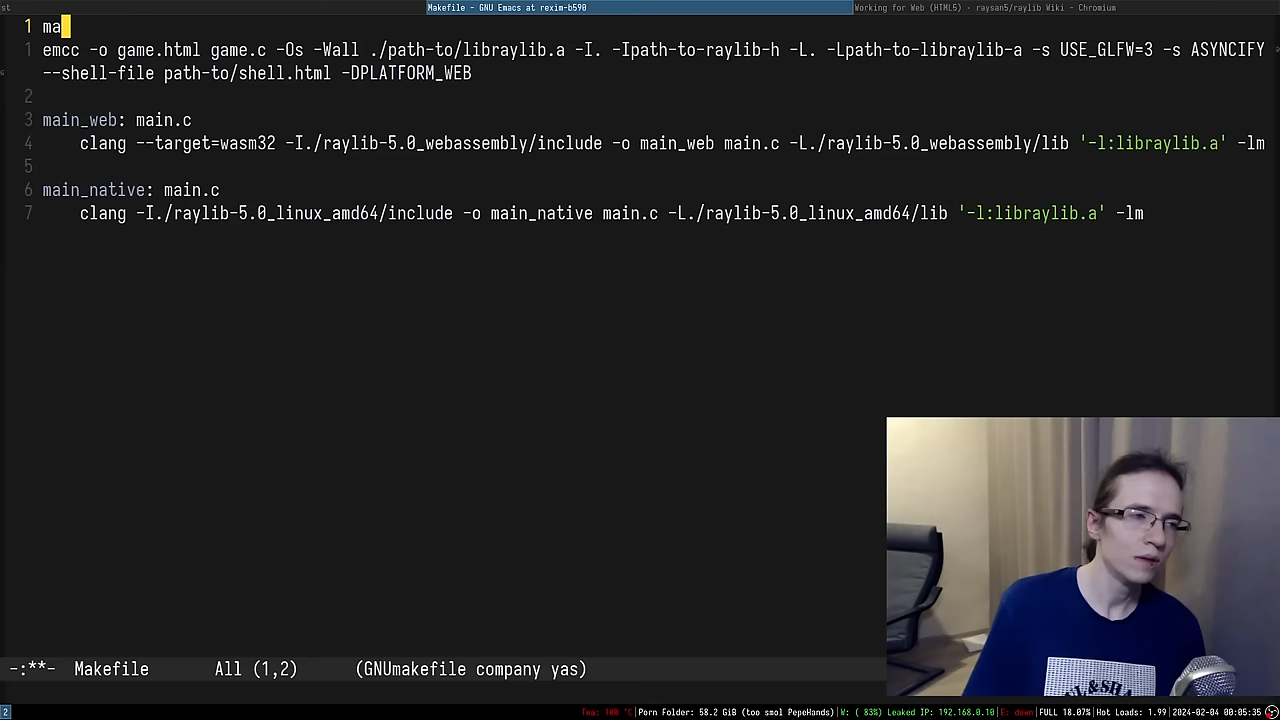 st
Makefile - GNU Emacs at rexim-b590
Working for Web (HTML5) · raysan5/raylib Wiki - Chromium
1 ma
1 emcc -o game.html game.c -Os -Wall ./path-to/libraylib.a -I. -Ipath-to-raylib-h -L. -Lpath-to-libraylib-a -s USE_GLFW=3 -s ASYNCIFY
--shell-file path-to/shell.html -DPLATFORM_WEB
2
3 main_web: main.c
4 clang --target=wasm32 -I./raylib-5.0_webassembly/include -o main_web main.c -L./raylib-5.0_webassembly/lib '-l:libraylib.a' -lm
5
6 main_native: main.c
7 clang -I./raylib-5.0_linux_amd64/include -o main_native main.c -L./raylib-5.0_linux_amd64/lib '-l:libraylib.a' -lm
-:**- Makefile All (1,2) (GNUmakefile company yas)
2
Tea: 100 °C|Porn Folder: 58.2 GiB (too smol PepeHands)|W: ( 83%) Leaked IP: 192.168.0.10|E: down|FULL 18.07%|Hot Loads: 1.99|2024-02-04 00:05:35